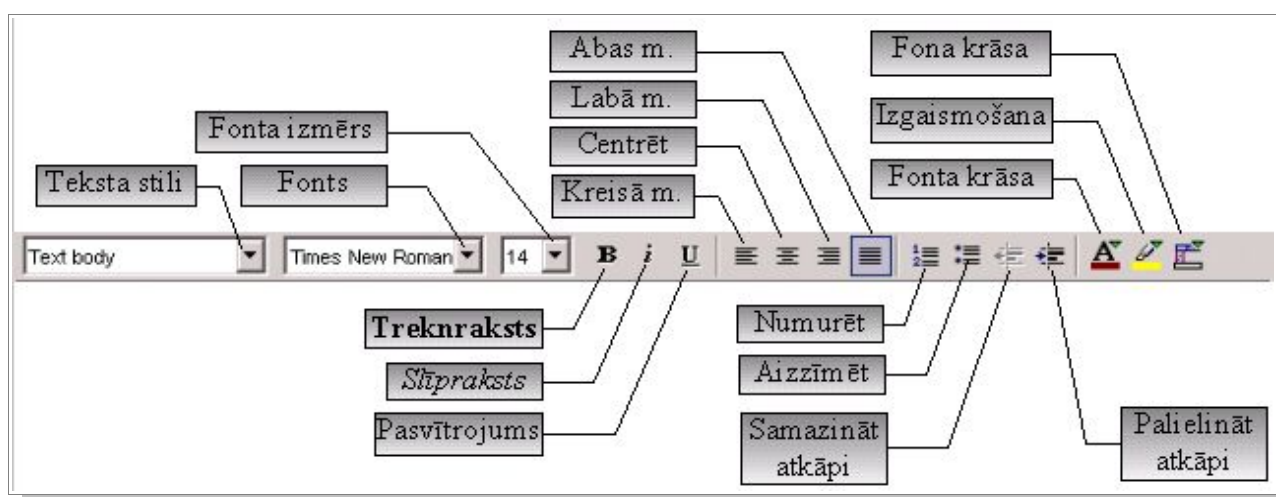 Abas m.
Fona krāsa
Labā m.
Izgaismošana
Fonta izmērs
Centrēt
Teksta stili
Fonts
Kreisā m.
Fonta krāsa
Text body
Times New Roman
14
B
i
U
A
Treknraksts
Numurēt
Slīpraksts
Aizzīmēt
Pasvītrojums
Samazināt
atkāpi
Palielināt
atkāpi